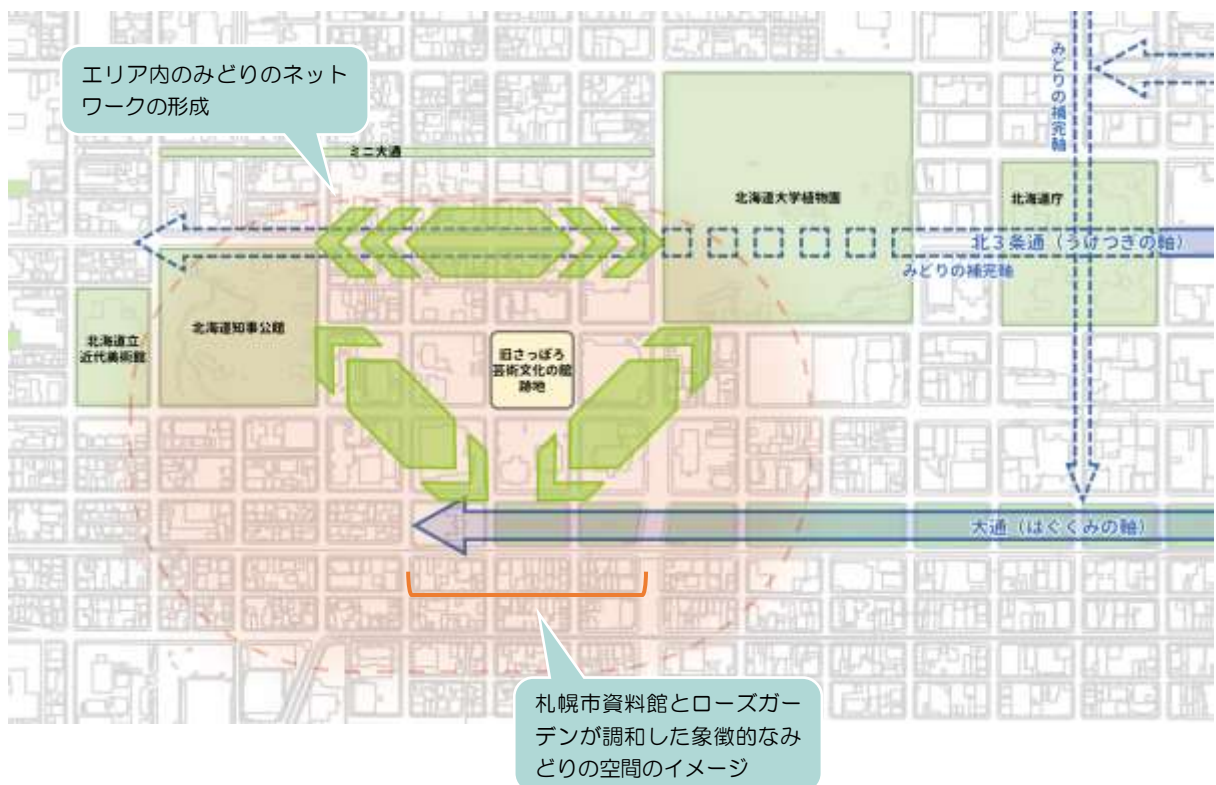 エリア内のみどりのネット
ワークの形成
みどりの補完軸
ミニ大通
北海道大学植物園
北海道庁
北3条通(うけつぎの軸)
みどりの補完軸
北海道知事公館
北海道立
近代美術館
旧さっぽろ
芸術文化の館
跡地
大通(はぐくみの軸)
札幌市資料館とローズガー
デンが調和した象徴的なみ
どりの空間のイメージ